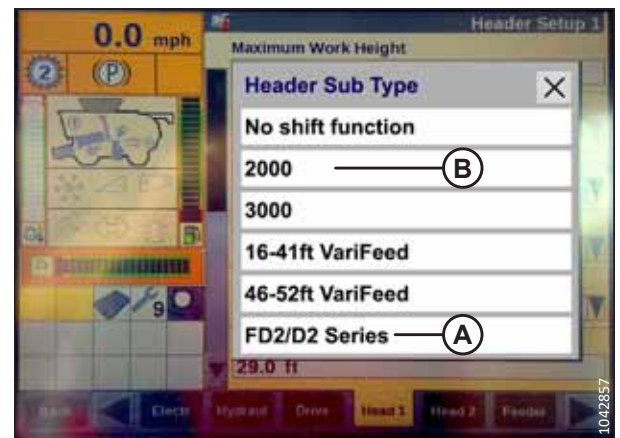 0.0 mph
Header Setup 1
Maximum Work Height
2
P
Header Sub Type
No shift function
2000
B
3000
16-41ft VariFeed
46-52ft VariFeed
9
FD2/D2 Series
A
29.0 ft
Back
Electr
Hydraul
Drive
Head 1
Head 2
Feeder
1042857